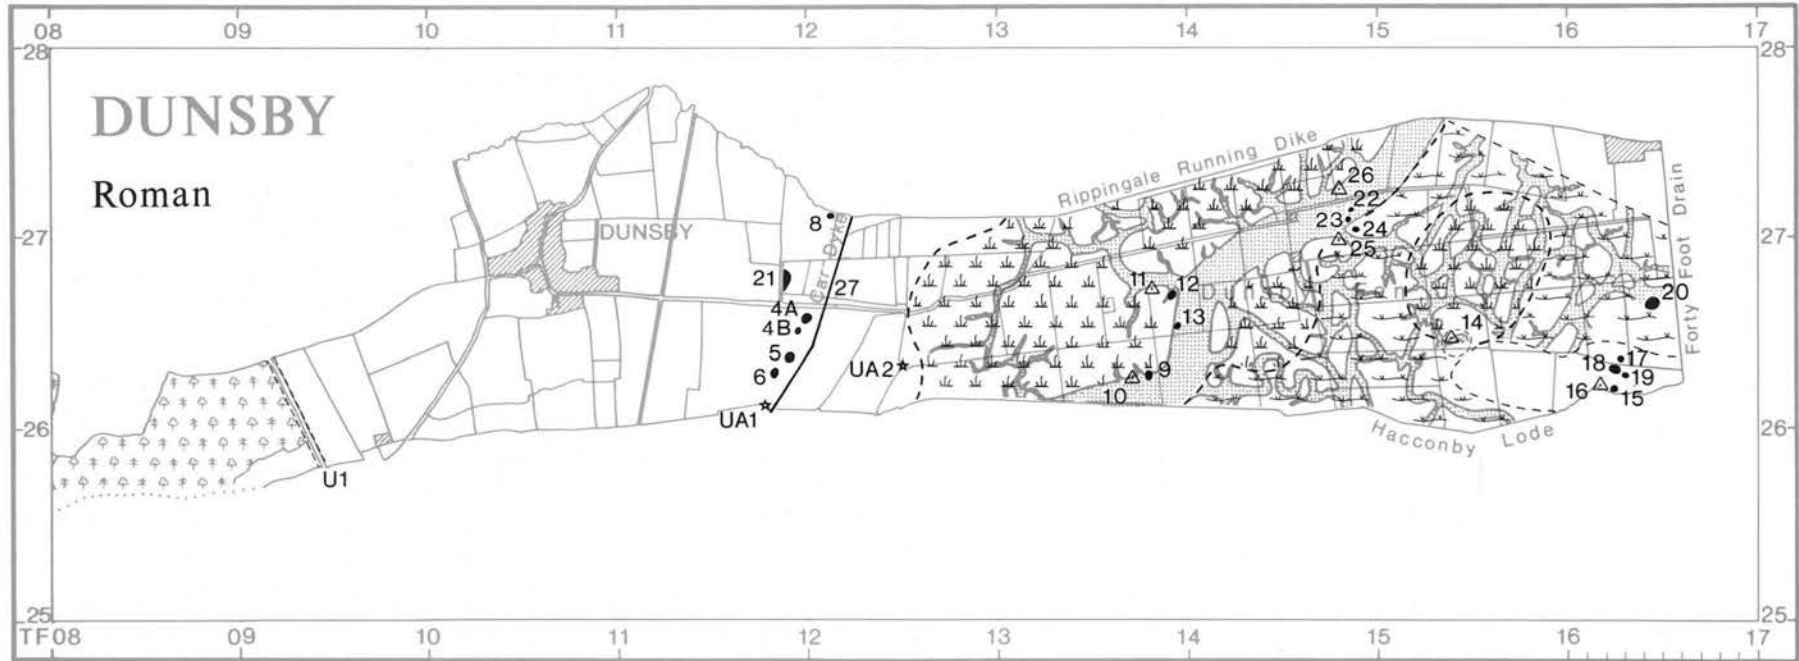 08 09 10 11 12 13 14 15 16 17
28 28
DUNSBY
Roman
Rippingale Running Dike
26
22
23
24
25
8
Car Dyke
27
27 27
DUNSBY
21
4A
4B
5
6
27
11
12
13
14
20
Forty Foot Drain
UA2
UA1
9
10
18
17
19
16
15
26 26
Hacconby Lode
U1
25 25
TF08 09 10 11 12 13 14 15 16 17